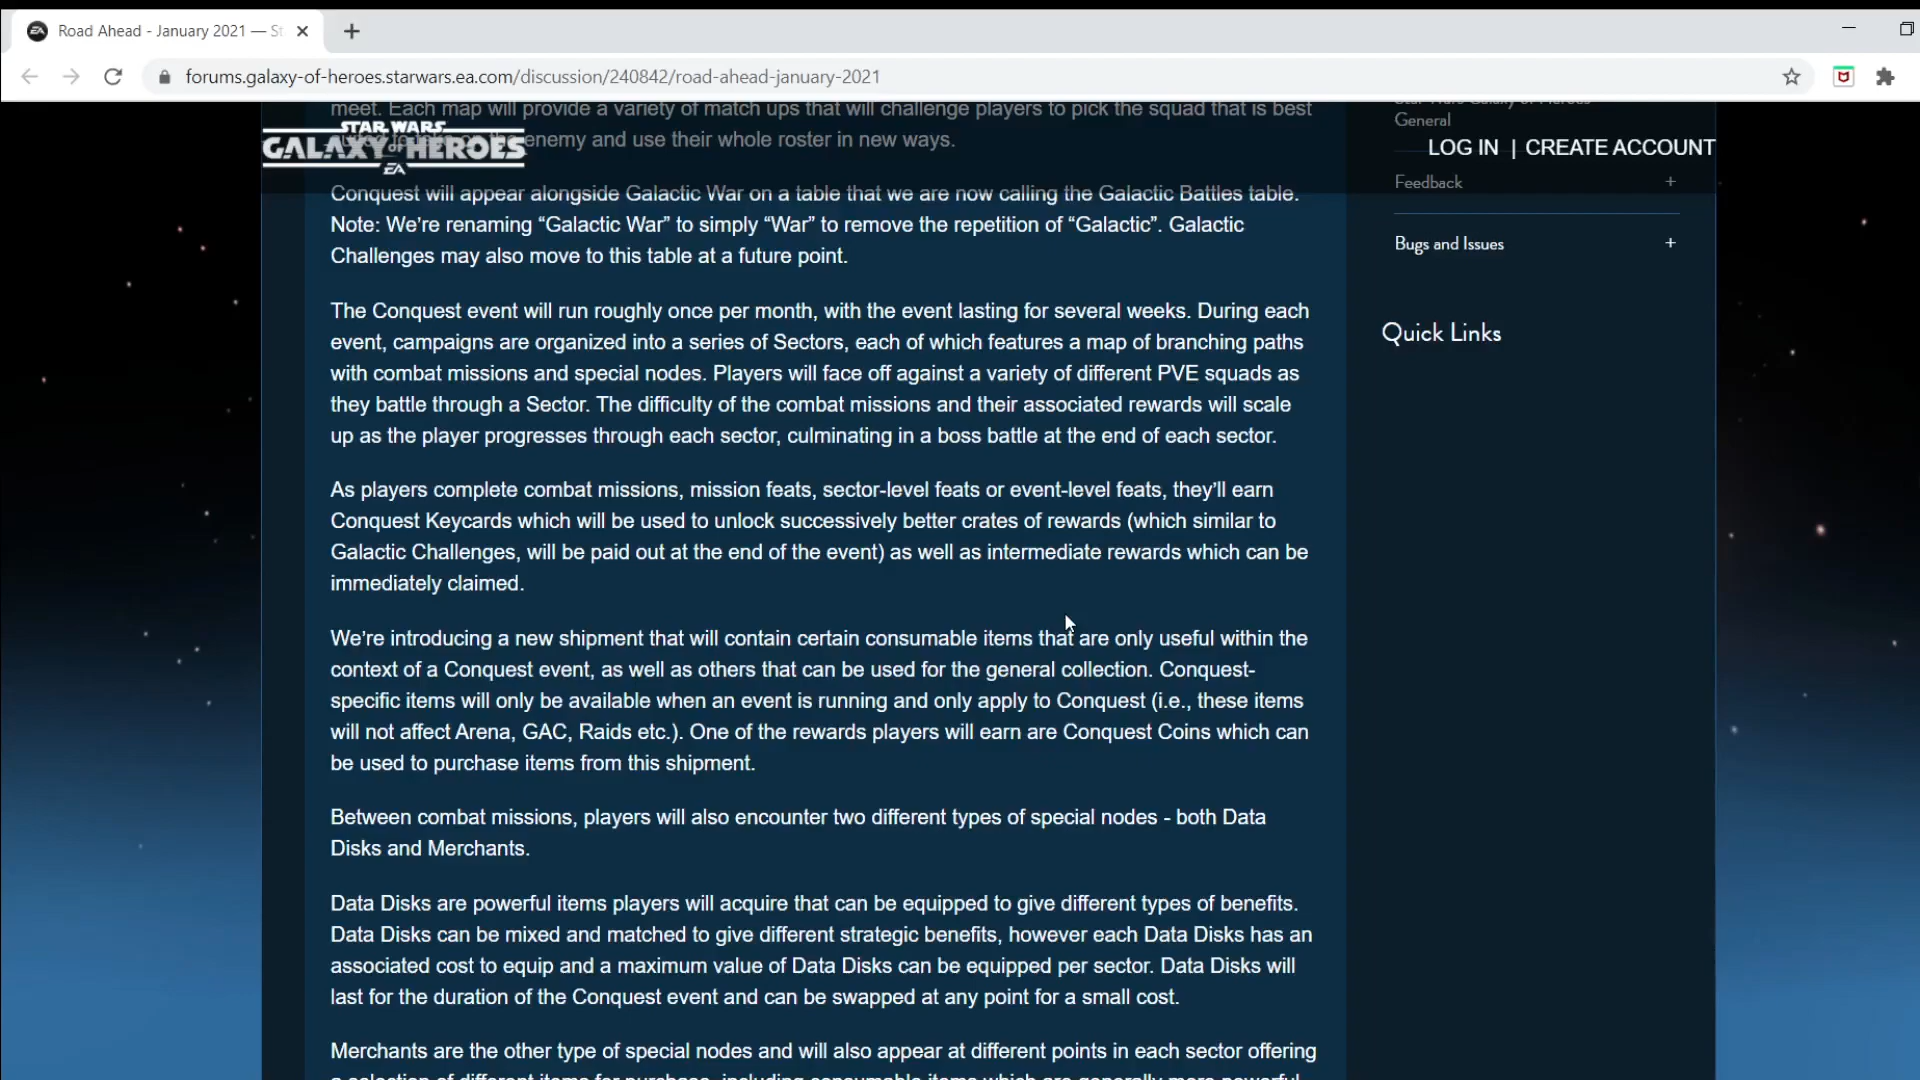 Road Ahead - January 2021 — St
forums.galaxy-of-heroes.starwars.ea.com/discussion/240842/road-ahead-january-2021
meet. Each map will provide a variety of match ups that will challenge players to pick the squad that is best
enemy and use their whole roster in new ways.
STAR WARS
GALAXY OF HEROES
EA
Star Wars Galaxy of Heroes
General
LOG IN | CREATE ACCOUNT
Feedback +
Bugs and Issues +
Quick Links
Conquest will appear alongside Galactic War on a table that we are now calling the Galactic Battles table.
Note: We’re renaming “Galactic War” to simply “War” to remove the repetition of “Galactic”. Galactic
Challenges may also move to this table at a future point.
The Conquest event will run roughly once per month, with the event lasting for several weeks. During each
event, campaigns are organized into a series of Sectors, each of which features a map of branching paths
with combat missions and special nodes. Players will face off against a variety of different PVE squads as
they battle through a Sector. The difficulty of the combat missions and their associated rewards will scale
up as the player progresses through each sector, culminating in a boss battle at the end of each sector.
As players complete combat missions, mission feats, sector-level feats or event-level feats, they’ll earn
Conquest Keycards which will be used to unlock successively better crates of rewards (which similar to
Galactic Challenges, will be paid out at the end of the event) as well as intermediate rewards which can be
immediately claimed.
We’re introducing a new shipment that will contain certain consumable items that are only useful within the
context of a Conquest event, as well as others that can be used for the general collection. Conquest-
specific items will only be available when an event is running and only apply to Conquest (i.e., these items
will not affect Arena, GAC, Raids etc.). One of the rewards players will earn are Conquest Coins which can
be used to purchase items from this shipment.
Between combat missions, players will also encounter two different types of special nodes - both Data
Disks and Merchants.
Data Disks are powerful items players will acquire that can be equipped to give different types of benefits.
Data Disks can be mixed and matched to give different strategic benefits, however each Data Disks has an
associated cost to equip and a maximum value of Data Disks can be equipped per sector. Data Disks will
last for the duration of the Conquest event and can be swapped at any point for a small cost.
Merchants are the other type of special nodes and will also appear at different points in each sector offering
a selection of different items for purchase, including consumable items which are generally more powerful